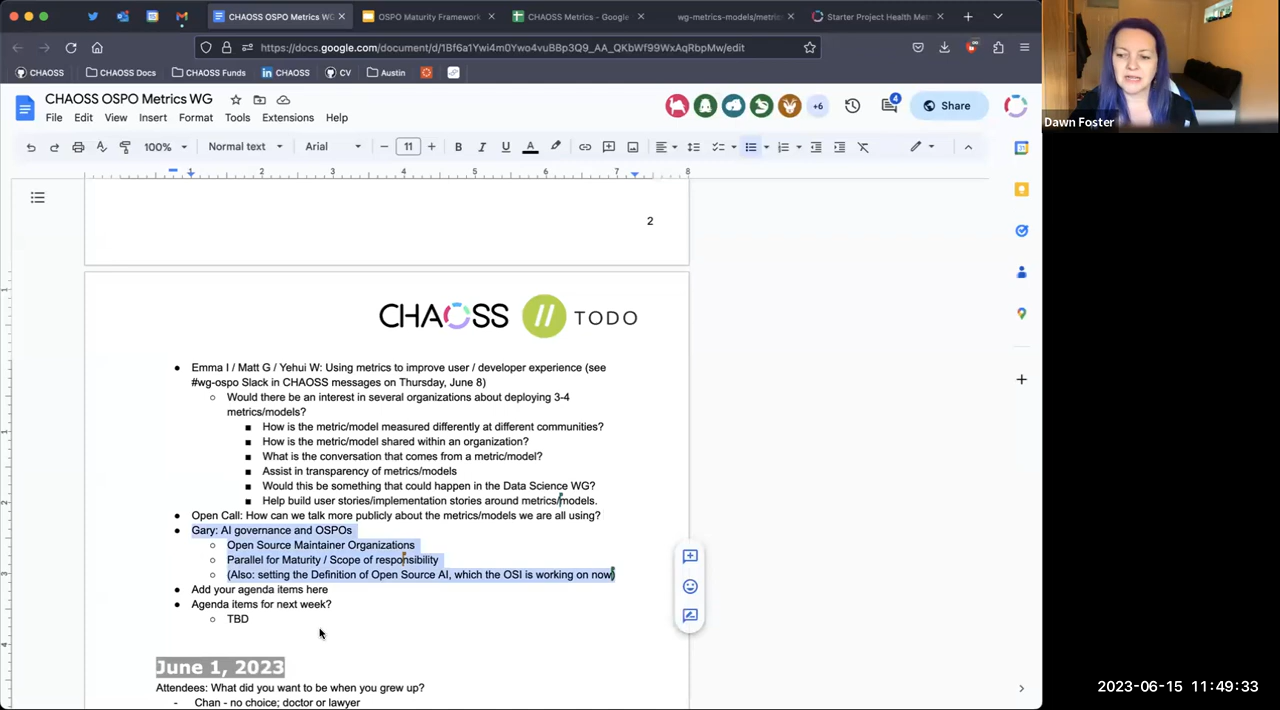 CHAOSS OSPO Metrics WG
OSPO Maturity Framework
CHAOSS Metrics - Google
wg-metrics-models/metric
Starter Project Health Met
https://docs.google.com/document/d/1Bf6a1Ywi4m0Ywo4vuBBp3Q9_AA_QKbWf99WxAqRbpMw/edit
CHAOSS
CHAOSS Docs
CHAOSS Funds
CHAOSS
CV
Austin
CHAOSS OSPO Metrics WG
+6
4
Share
File Edit View Insert Format Tools Extensions Help
100% Normal text Arial 11
2 3 4 5 6 7 8
2
CHAOSS // TODO
Emma I / Matt G / Yehui W: Using metrics to improve user / developer experience (see
#wg-ospo Slack in CHAOSS messages on Thursday, June 8)
Would there be an interest in several organizations about deploying 3-4
metrics/models?
How is the metric/model measured differently at different communities?
How is the metric/model shared within an organization?
What is the conversation that comes from a metric/model?
Assist in transparency of metrics/models
Would this be something that could happen in the Data Science WG?
Help build user stories/implementation stories around metrics/models.
Open Call: How can we talk more publicly about the metrics/models we are all using?
Gary: AI governance and OSPOs
Open Source Maintainer Organizations
Parallel for Maturity / Scope of responsibility
(Also: setting the Definition of Open Source AI, which the OSI is working on now)
Add your agenda items here
Agenda items for next week?
TBD
June 1, 2023
Attendees: What did you want to be when you grew up?
- Chan - no choice; doctor or lawyer
Dawn Foster
2023-06-15 11:49:33